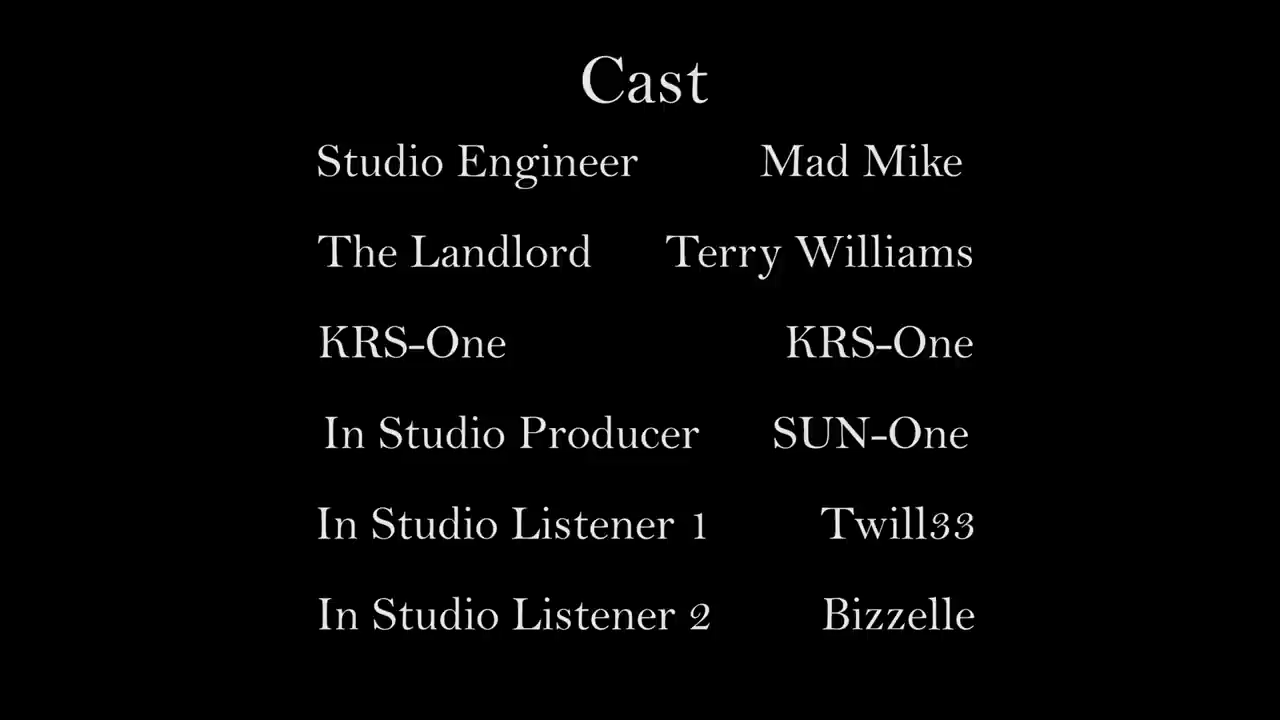 Cast
Studio Engineer Mad Mike
The Landlord Terry Williams
KRS-One KRS-One
In Studio Producer SUN-One
In Studio Listener 1 Twill33
In Studio Listener 2 Bizzelle